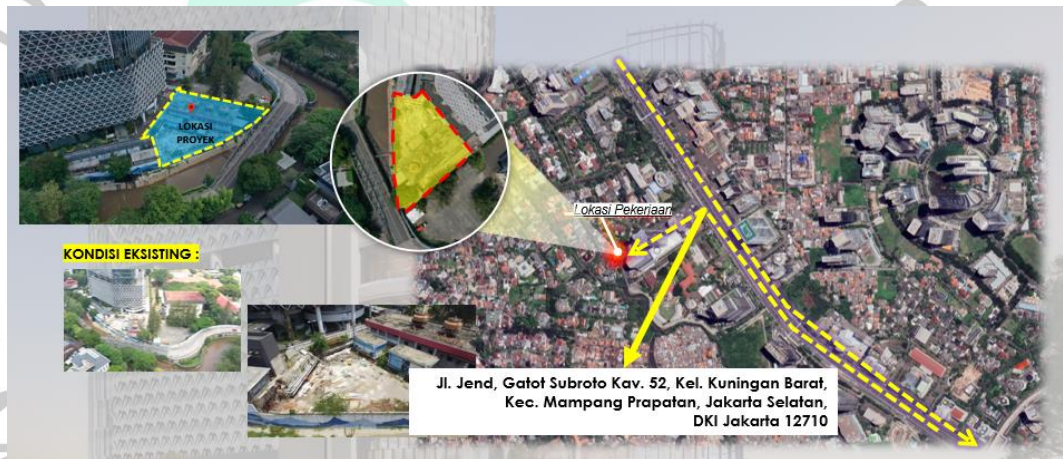 LOKASI
PROYEK
Lokasi Pekerjaan
KONDISI EKSISTING :
Jl. Jend, Gatot Subroto Kav. 52, Kel. Kuningan Barat,
Kec. Mampang Prapatan, Jakarta Selatan,
DKI Jakarta 12710